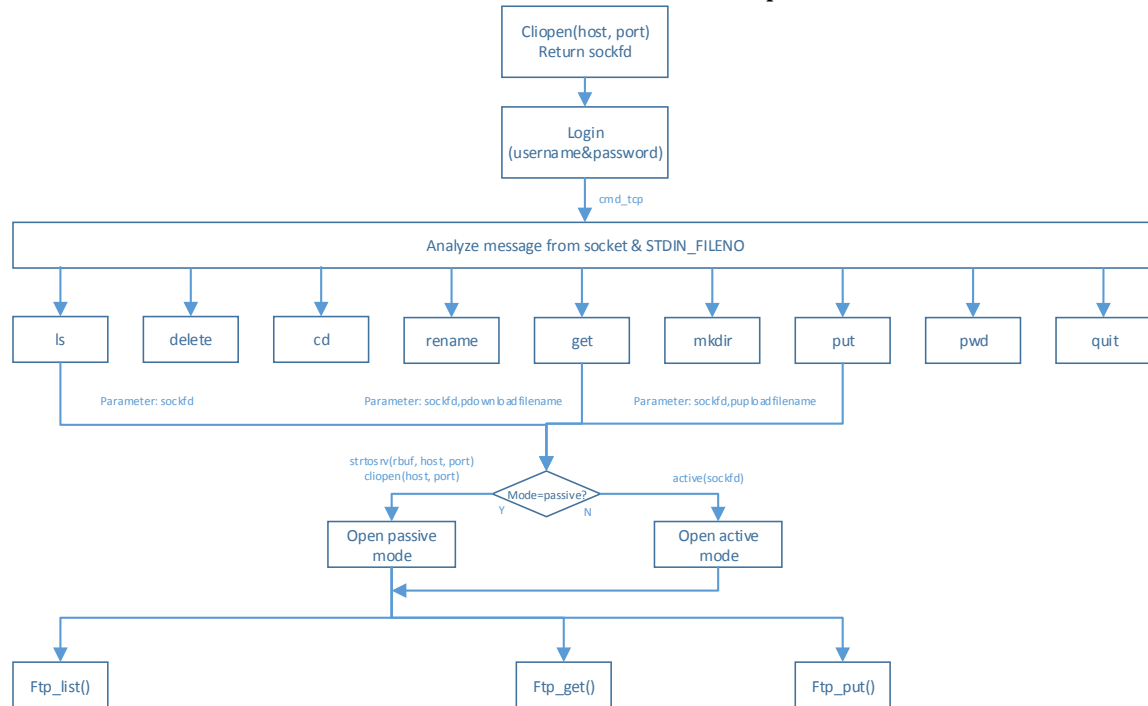 Cliopen(host, port)
Return sockfd
Login
(username&password)
cmd_tcp
Analyze message from socket & STDIN_FILENO
ls
delete
cd
rename
get
mkdir
put
pwd
quit
Parameter: sockfd
Parameter: sockfd,pdownloadfilename
Parameter: sockfd,puploadfilename
strtosrv(rbuf, host, port)
cliopen(host, port)
active(sockfd)
Mode=passive?
Y
N
Open passive
mode
Open active
mode
Ftp_list()
Ftp_get()
Ftp_put()